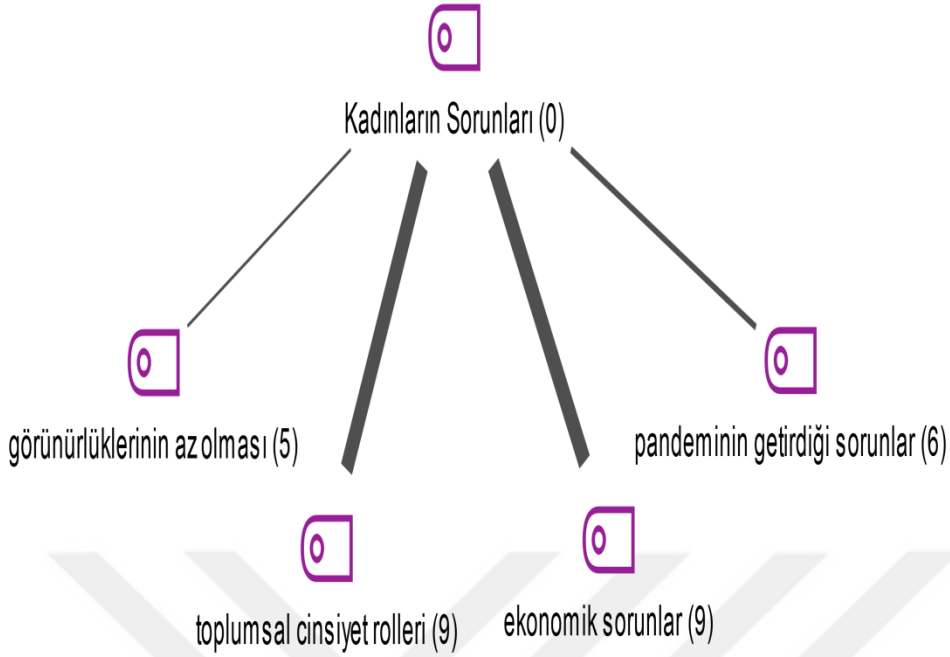 Kadınların Sorunları (0)
görünürlüklerinin az olması (5)
pandeminin getirdiği sorunlar (6)
toplumsal cinsiyet rolleri (9)
ekonomik sorunlar (9)